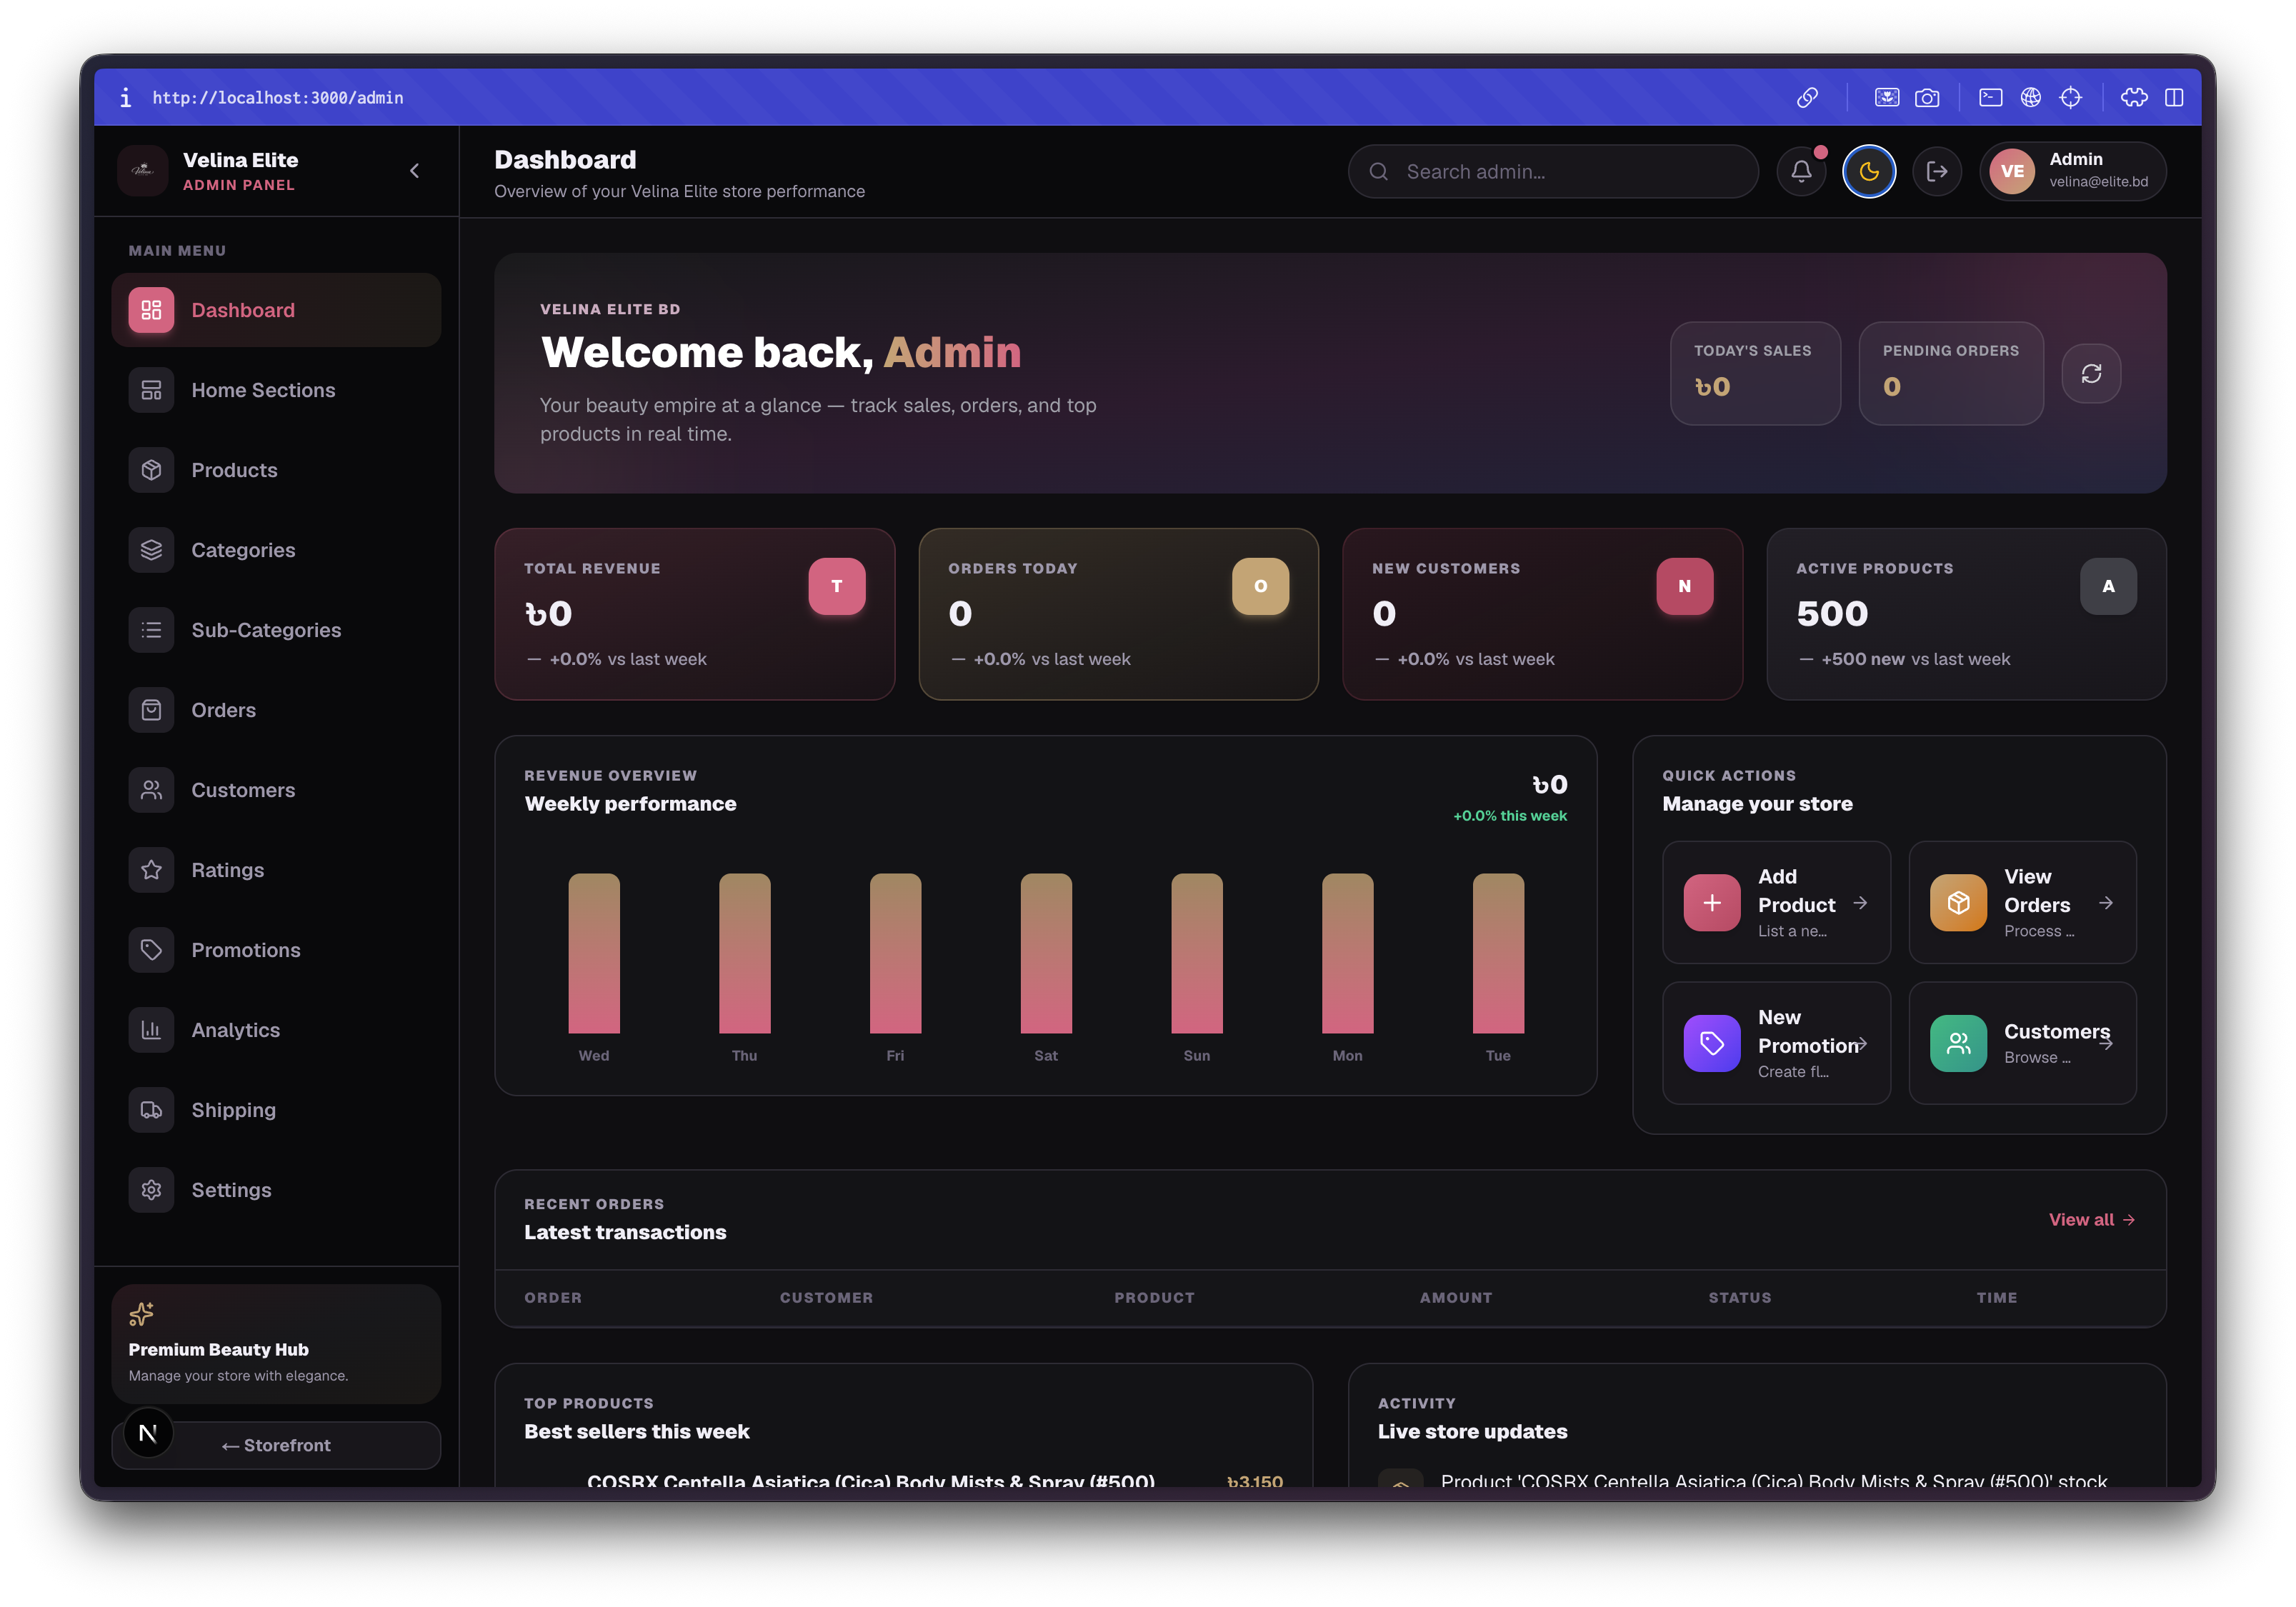 i http://localhost:3000/admin
Velina Elite
ADMIN PANEL
Dashboard
Overview of your Velina Elite store performance
Search admin...
VE
Admin
velina@elite.bd
MAIN MENU
Dashboard
Home Sections
Products
Categories
Sub-Categories
Orders
Customers
Ratings
Promotions
Analytics
Shipping
Settings
Premium Beauty Hub
Manage your store with elegance.
N
← Storefront
VELINA ELITE BD
Welcome back, Admin
Your beauty empire at a glance — track sales, orders, and top
products in real time.
TODAY'S SALES
৳0
PENDING ORDERS
0
TOTAL REVENUE
T
৳0
— +0.0% vs last week
ORDERS TODAY
O
0
— +0.0% vs last week
NEW CUSTOMERS
N
0
— +0.0% vs last week
ACTIVE PRODUCTS
A
500
— +500 new vs last week
REVENUE OVERVIEW
Weekly performance
৳0
+0.0% this week
Wed Thu Fri Sat Sun Mon Tue
QUICK ACTIONS
Manage your store
Add
Product →
List a ne...
View
Orders →
Process ...
New
Promotion →
Create fl...
Customers →
Browse ...
RECENT ORDERS
Latest transactions
View all →
ORDER CUSTOMER PRODUCT AMOUNT STATUS TIME
TOP PRODUCTS
Best sellers this week
COSRX Centella Asiatica (Cica) Body Mists & Spray (#500) ৳3,150
ACTIVITY
Live store updates
Product 'COSRX Centella Asiatica (Cica) Body Mists & Spray (#500)' stock